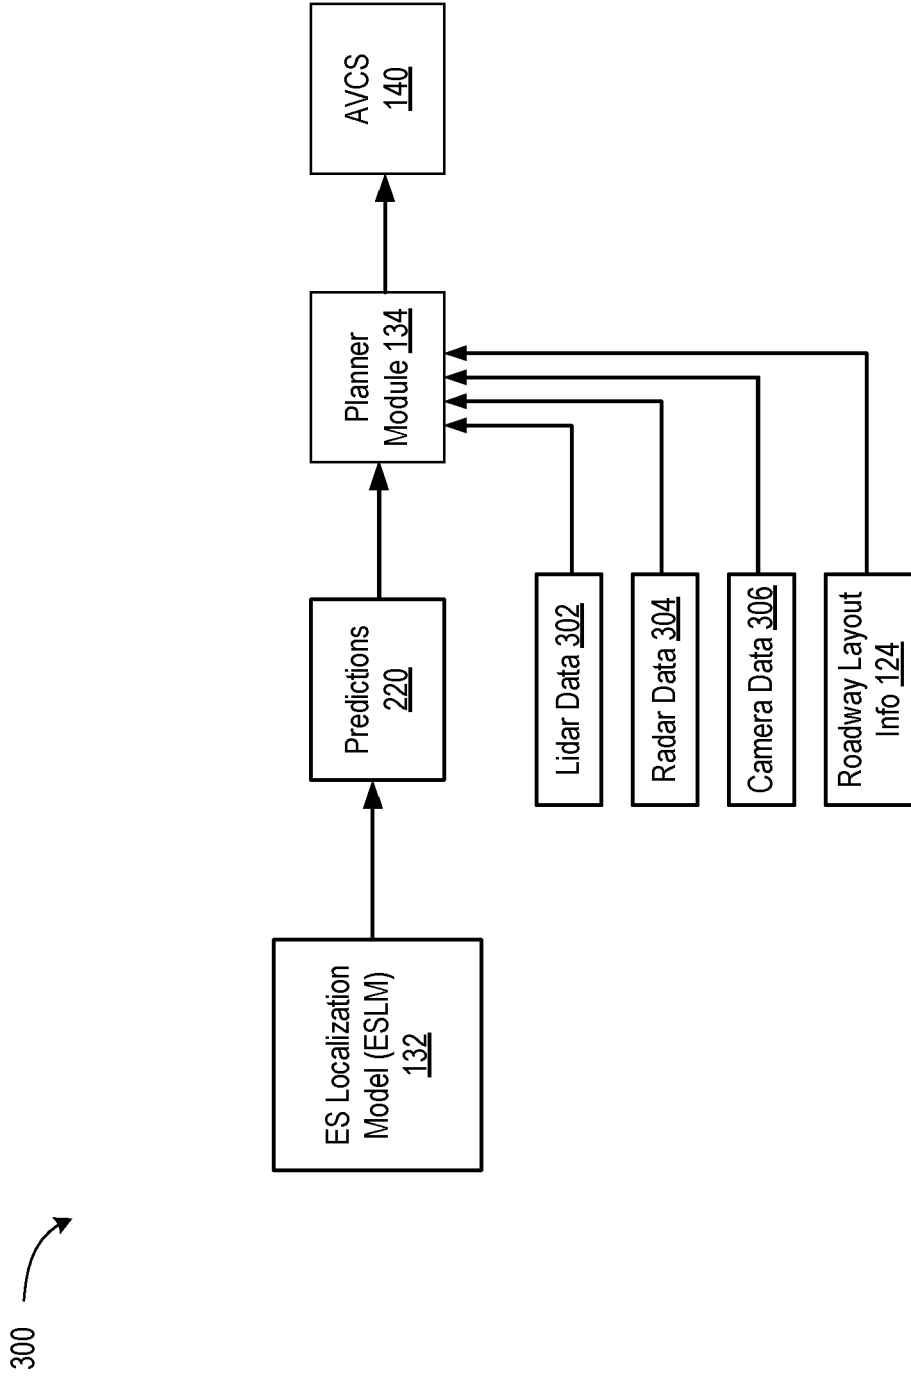 300
ES Localization
Model (ESLM)
132
Predictions
220
Planner
Module 134
AVCS
140
Lidar Data 302
Radar Data 304
Camera Data 306
Roadway Layout
Info 124